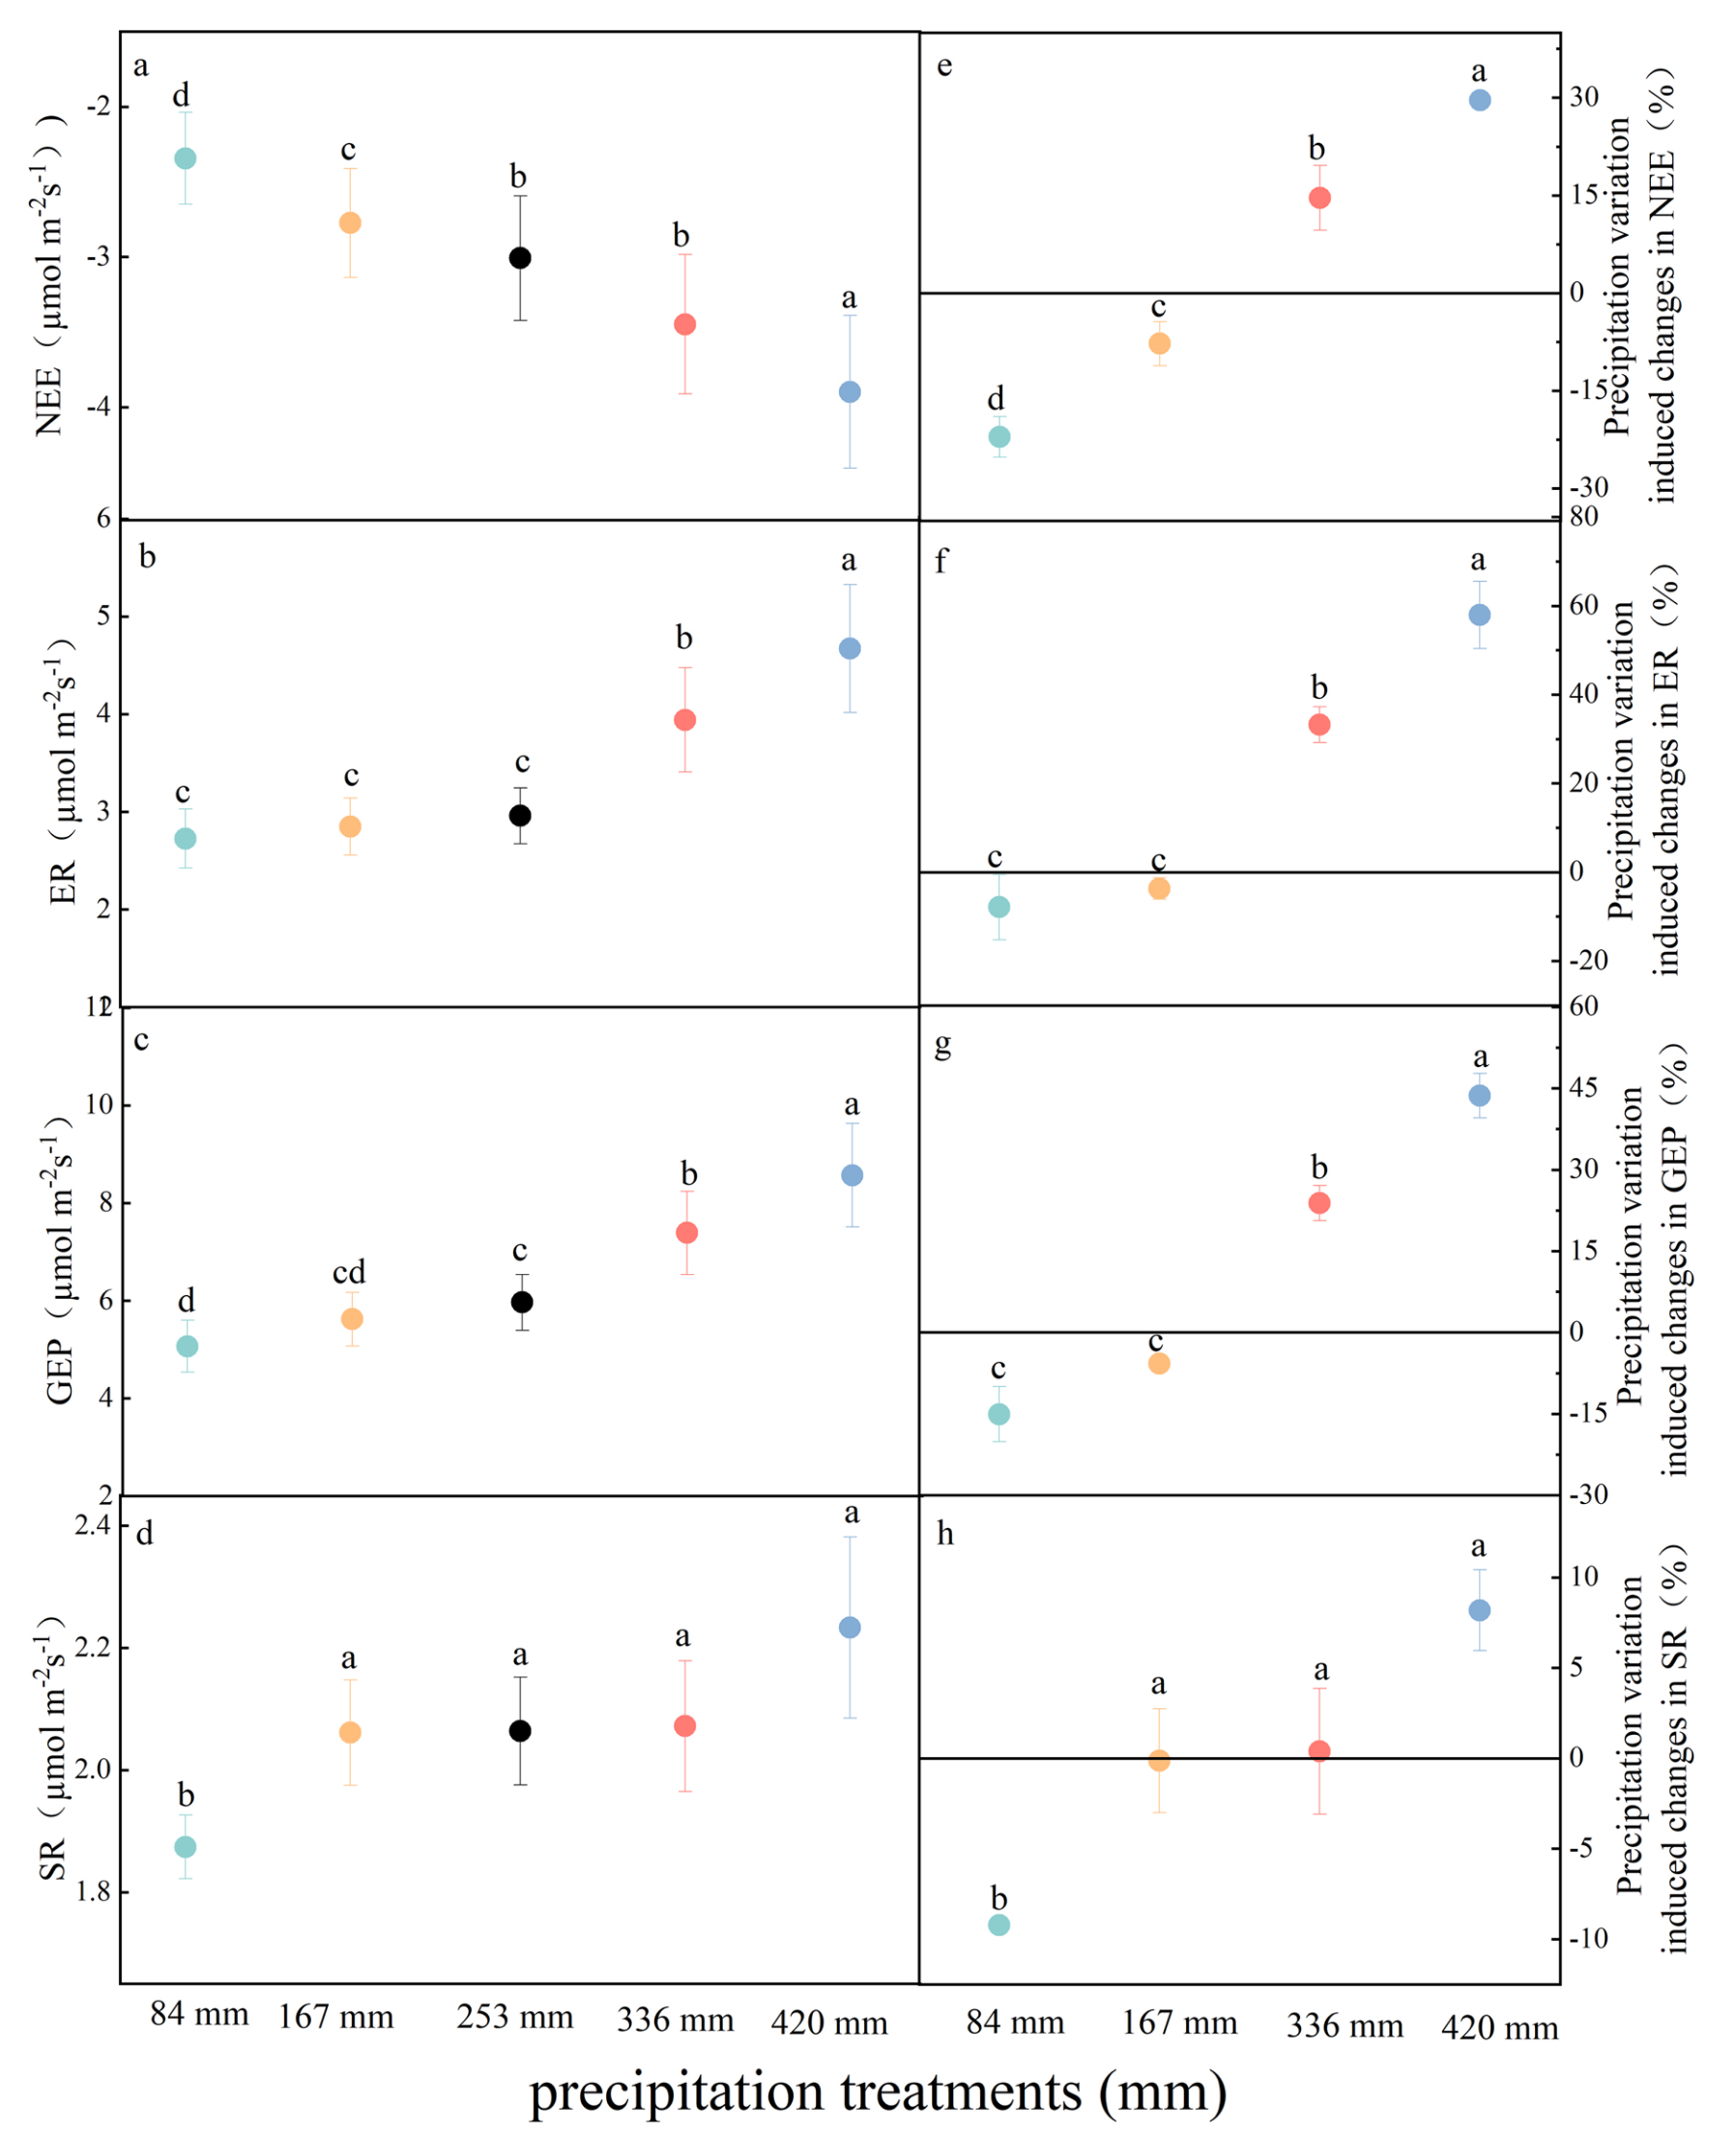 a
NEE（μmol m-2s-1)）
-2
-3
-4
d
c
b
b
a
e
Precipitation variation
induced changes in NEE（%)
30
15
0
-15
-30
d
c
b
a
b
ER（μmol m-2s-1)
6
5
4
3
2
c
c
c
b
a
f
Precipitation variation
induced changes in ER（%)
80
60
40
20
0
-20
c
c
b
a
c
GEP（μmol m-2s-1)
12
10
8
6
4
2
d
cd
c
b
a
g
Precipitation variation
induced changes in GEP（%)
60
45
30
15
0
-15
-30
c
c
b
a
d
SR（μmol m-2s-1)
2.4
2.2
2.0
1.8
b
a
a
a
a
h
Precipitation variation
induced changes in SR（%)
10
5
0
-5
-10
b
a
a
a
84 mm 167 mm 253 mm 336 mm 420 mm 84 mm 167 mm 336 mm 420 mm
precipitation treatments (mm)